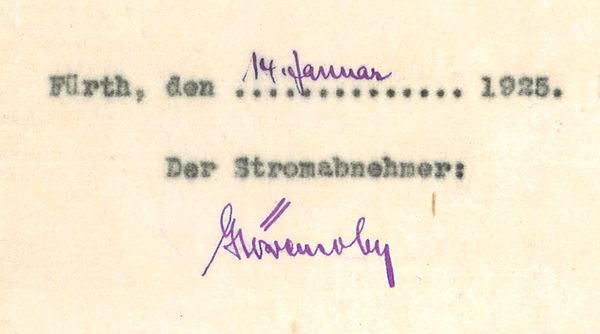 Fürth, den 14. Januar 1925.
Der Stromabnehmer: